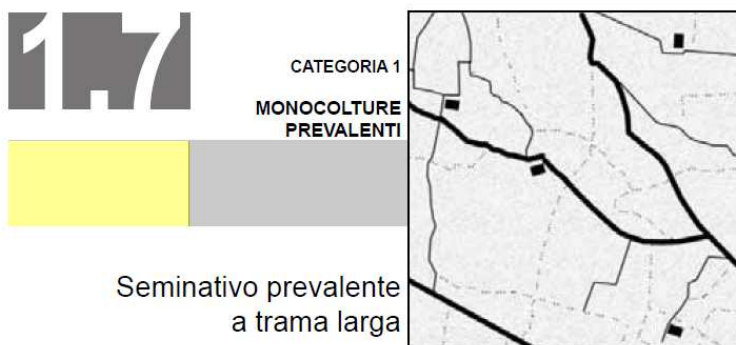 1.7
CATEGORIA 1
MONOCOLTURE
PREVALENTI
Seminativo prevalente
a trama larga